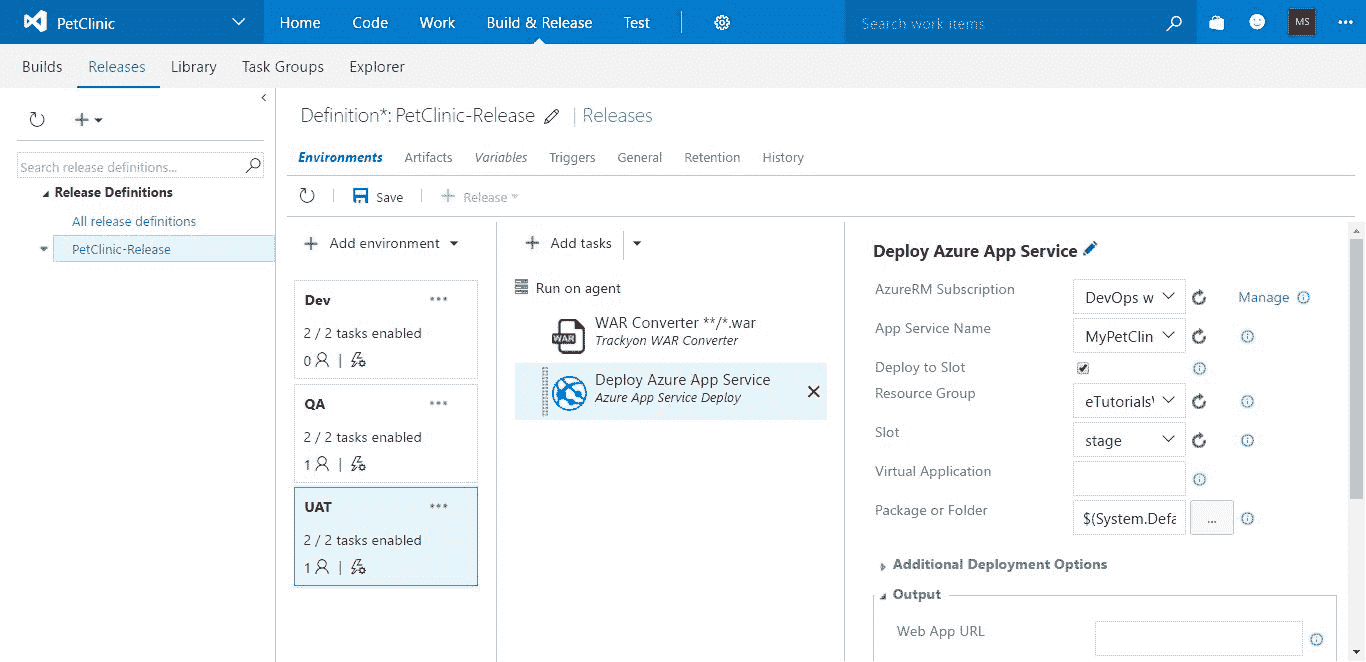 PetClinic Home Code Work Build & Release Test Search work items MS
Builds Releases Library Task Groups Explorer
Search release definitions...
Release Definitions
All release definitions
PetClinic-Release
Definition*: PetClinic-Release | Releases
Environments Artifacts Variables Triggers General Retention History
Save Release
Add environment
Dev
2 / 2 tasks enabled
0
QA
2 / 2 tasks enabled
1
UAT
2 / 2 tasks enabled
1
Add tasks
Run on agent
WAR
WAR Converter **/*.war
Trackyon WAR Converter
Deploy Azure App Service
Azure App Service Deploy
Deploy Azure App Service
AzureRM Subscription DevOps w Manage
App Service Name MyPetClin
Deploy to Slot
Resource Group eTutorials
Slot stage
Virtual Application
Package or Folder $(System.Defa ...
Additional Deployment Options
Output
Web App URL